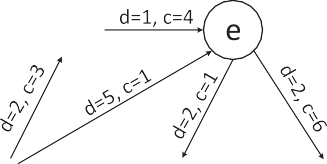 d=1, c=4
e
d=2, c=3
d=5, c=1
d=2, c=1
d=2, c=6